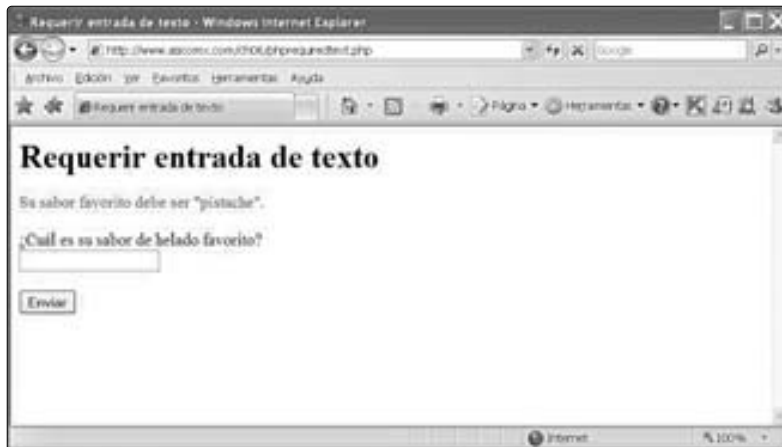 Requerir entrada de texto - Windows Internet Explorer
Google
Archivo Edición Ver Favoritos Herramientas Ayuda
Requerir entrada de texto
Página Herramientas
Requerir entrada de texto
Su sabor favorito debe ser "pistache".
¿Cuál es su sabor de helado favorito?
Enviar
Internet 100%